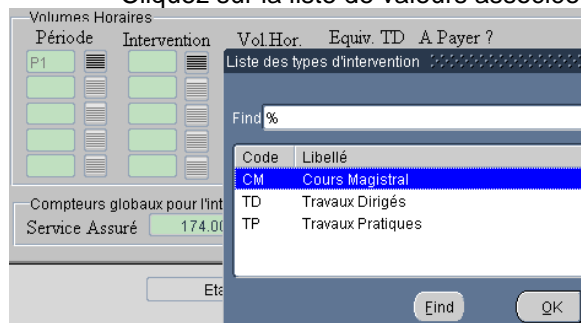 Cliquez sur la liste de valeurs associée
Volumes Horaires
Période Intervention Vol.Hor. Equiv. TD A Payer ?
P1
Liste des types d'intervention
Find %
Code Libellé
CM Cours Magistral
TD Travaux Dirigés
TP Travaux Pratiques
Compteurs globaux pour l'int
Service Assuré 174.00
Eta
Find OK